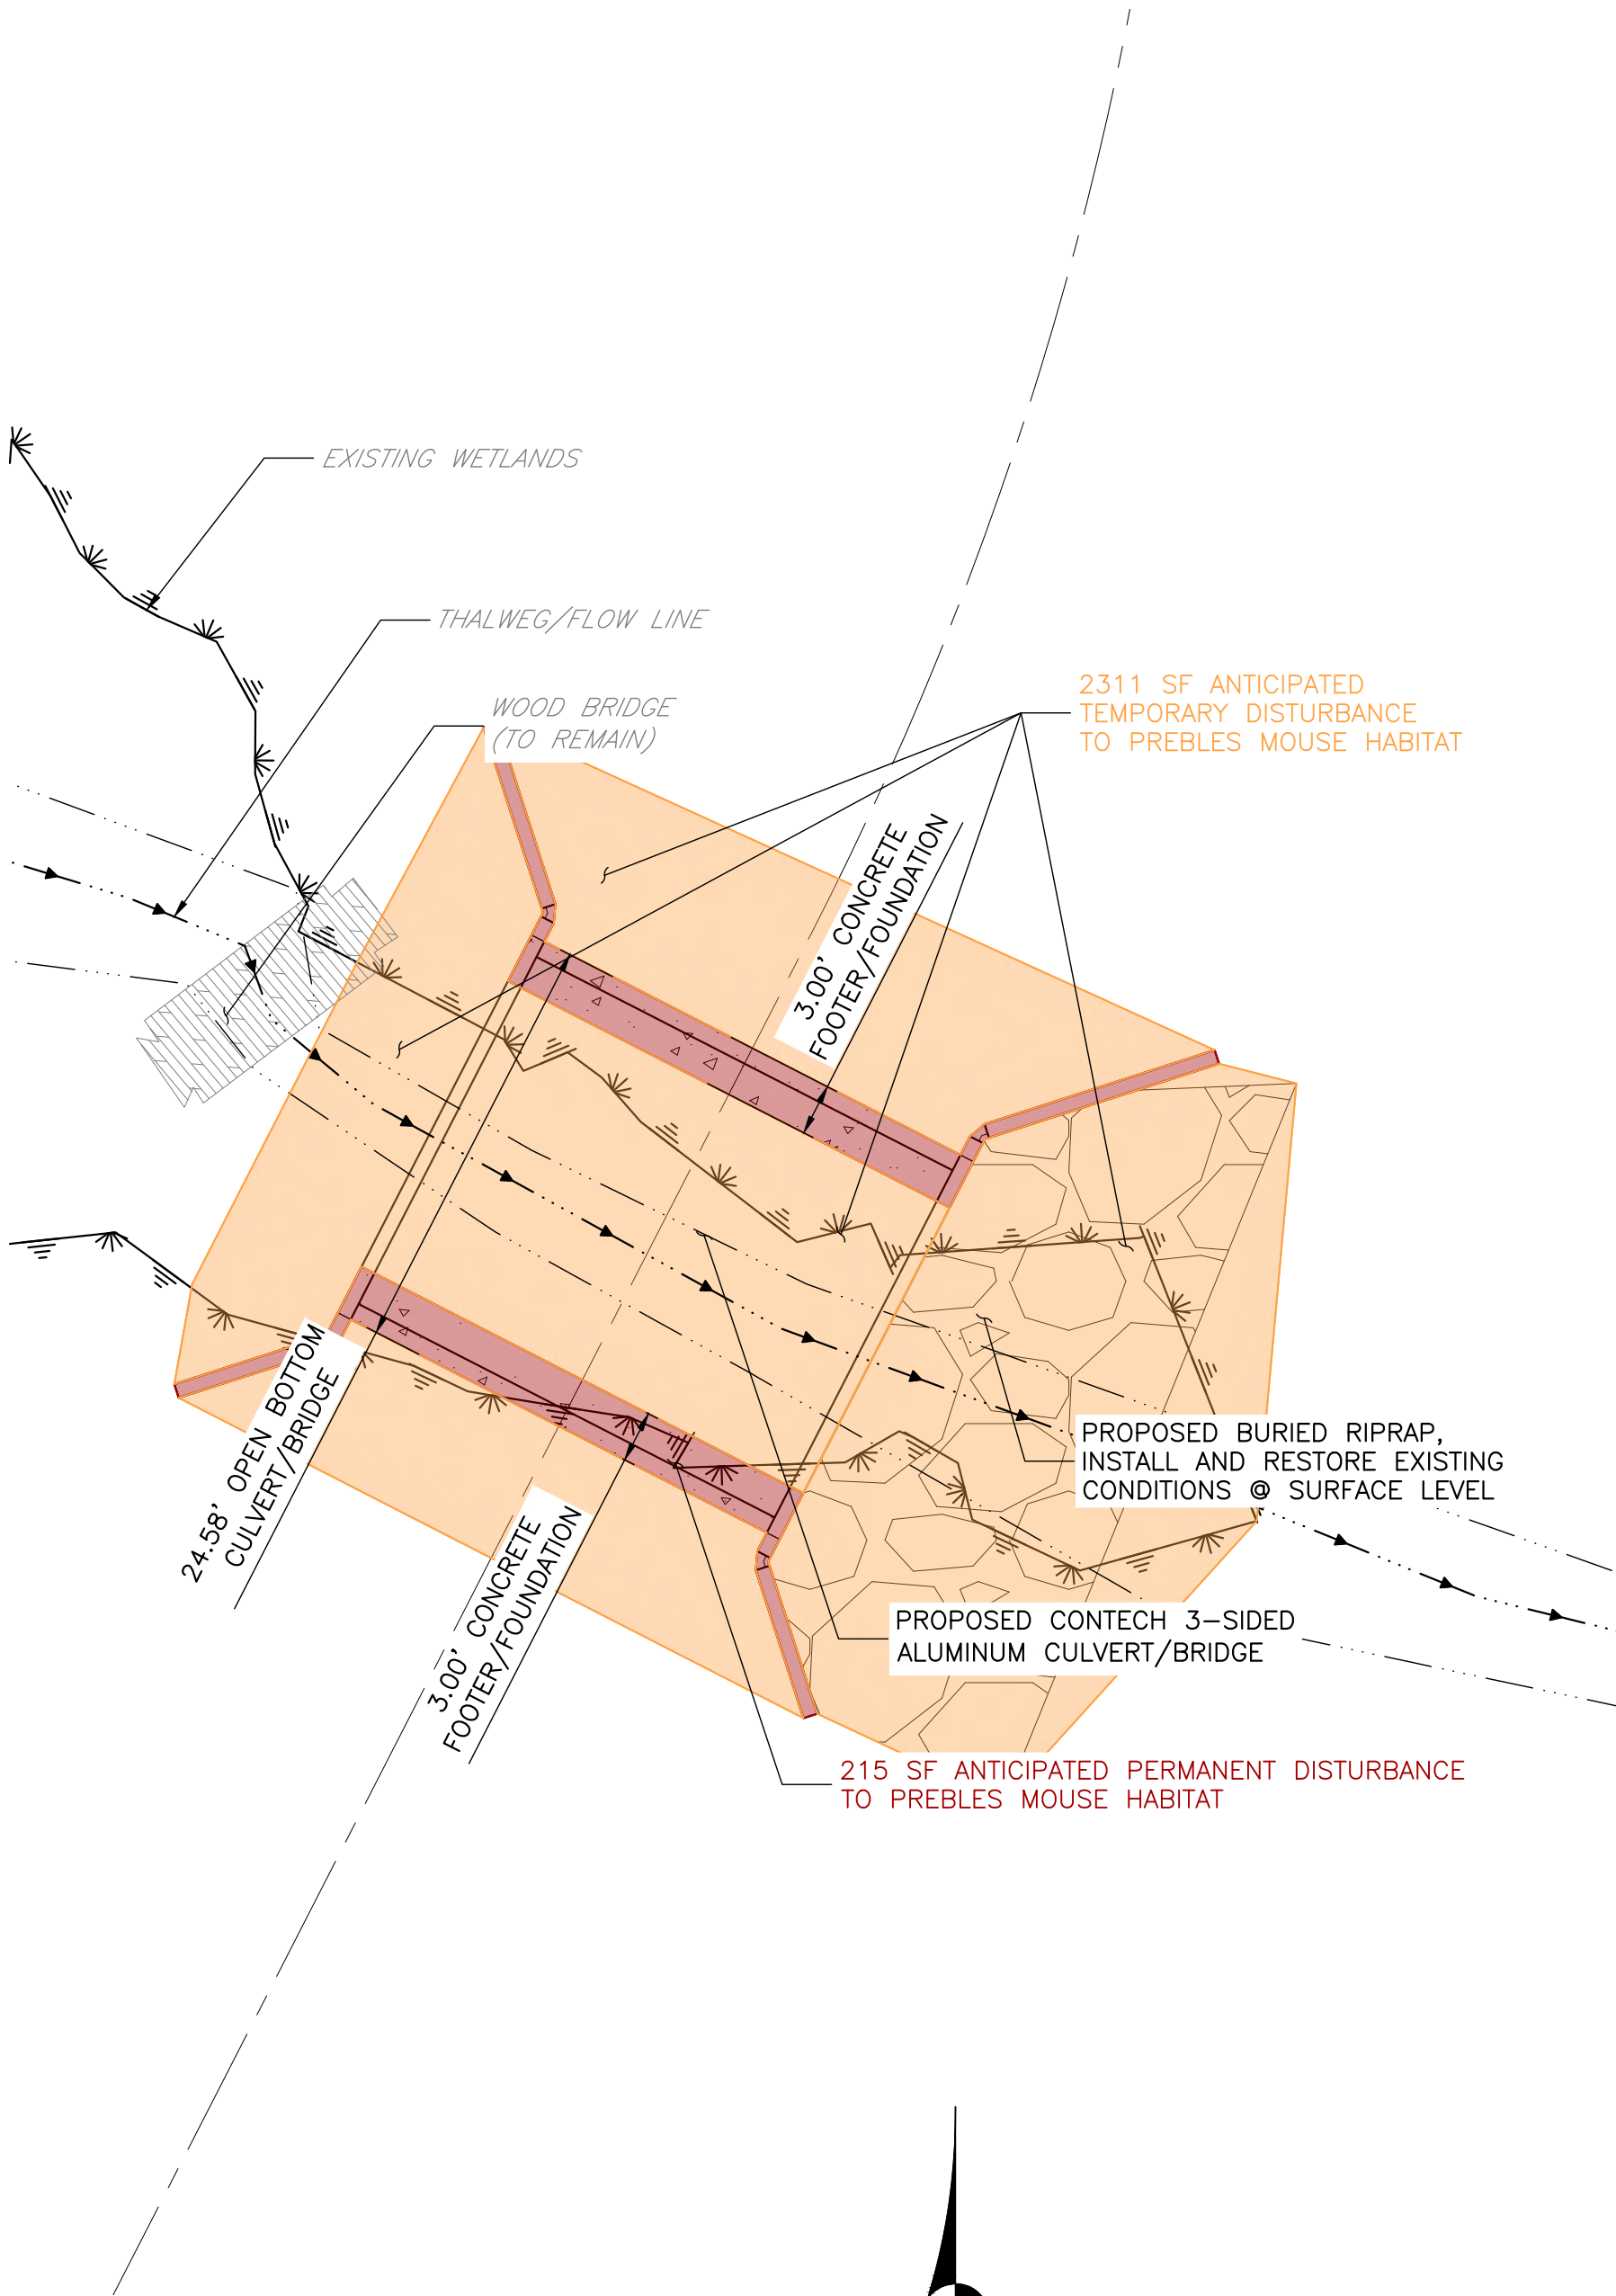 EXISTING WETLANDS
THALWEG/FLOW LINE
WOOD BRIDGE
(TO REMAIN)
2311 SF ANTICIPATED
TEMPORARY DISTURBANCE
TO PREBLES MOUSE HABITAT
3.00' CONCRETE
FOOTER/FOUNDATION
24.58' OPEN BOTTOM
CULVERT/BRIDGE
3.00' CONCRETE
FOOTER/FOUNDATION
PROPOSED BURIED RIPRAP,
INSTALL AND RESTORE EXISTING
CONDITIONS @ SURFACE LEVEL
PROPOSED CONTECH 3-SIDED
ALUMINUM CULVERT/BRIDGE
215 SF ANTICIPATED PERMANENT DISTURBANCE
TO PREBLES MOUSE HABITAT